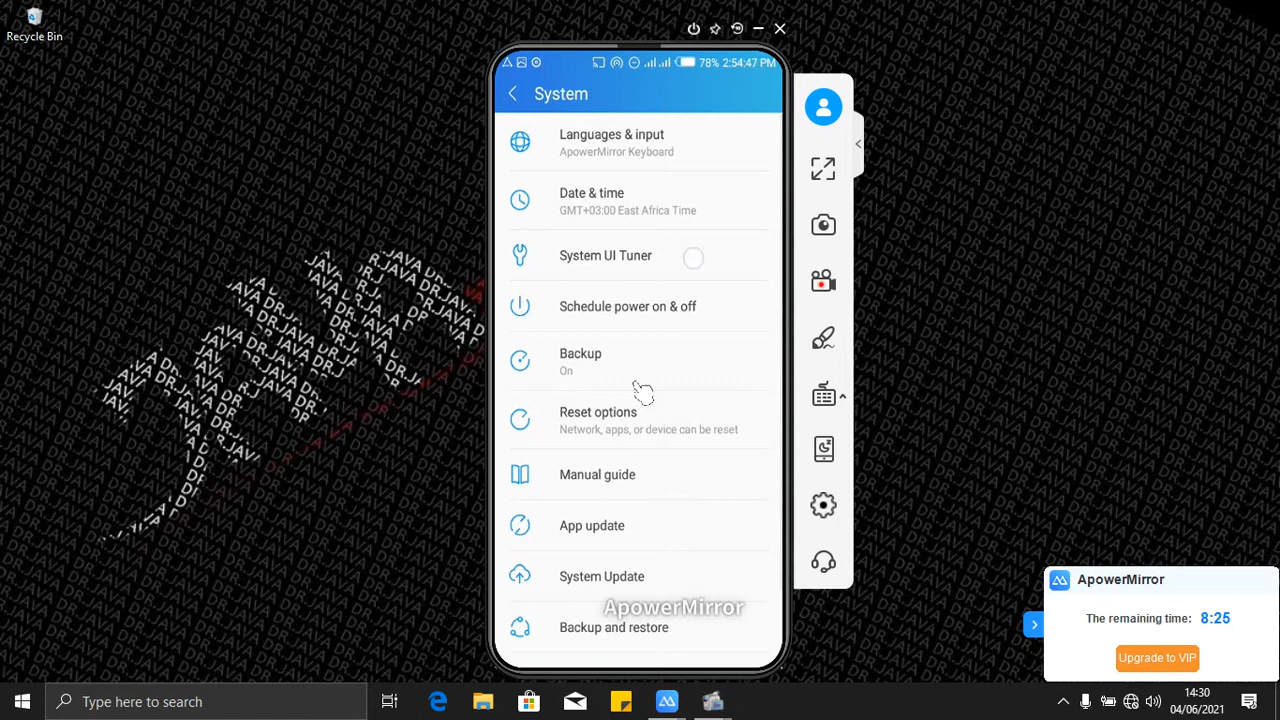 Recycle Bin
78% 2:54:47 PM
System
Languages & input
ApowerMirror Keyboard
Date & time
GMT+03:00 East Africa Time
System UI Tuner
Schedule power on & off
Backup
On
Reset options
Network, apps, or device can be reset
Manual guide
App update
System Update
ApowerMirror
Backup and restore
ApowerMirror
The remaining time: 8:25
Upgrade to VIP
Type here to search
14:30
04/06/2021